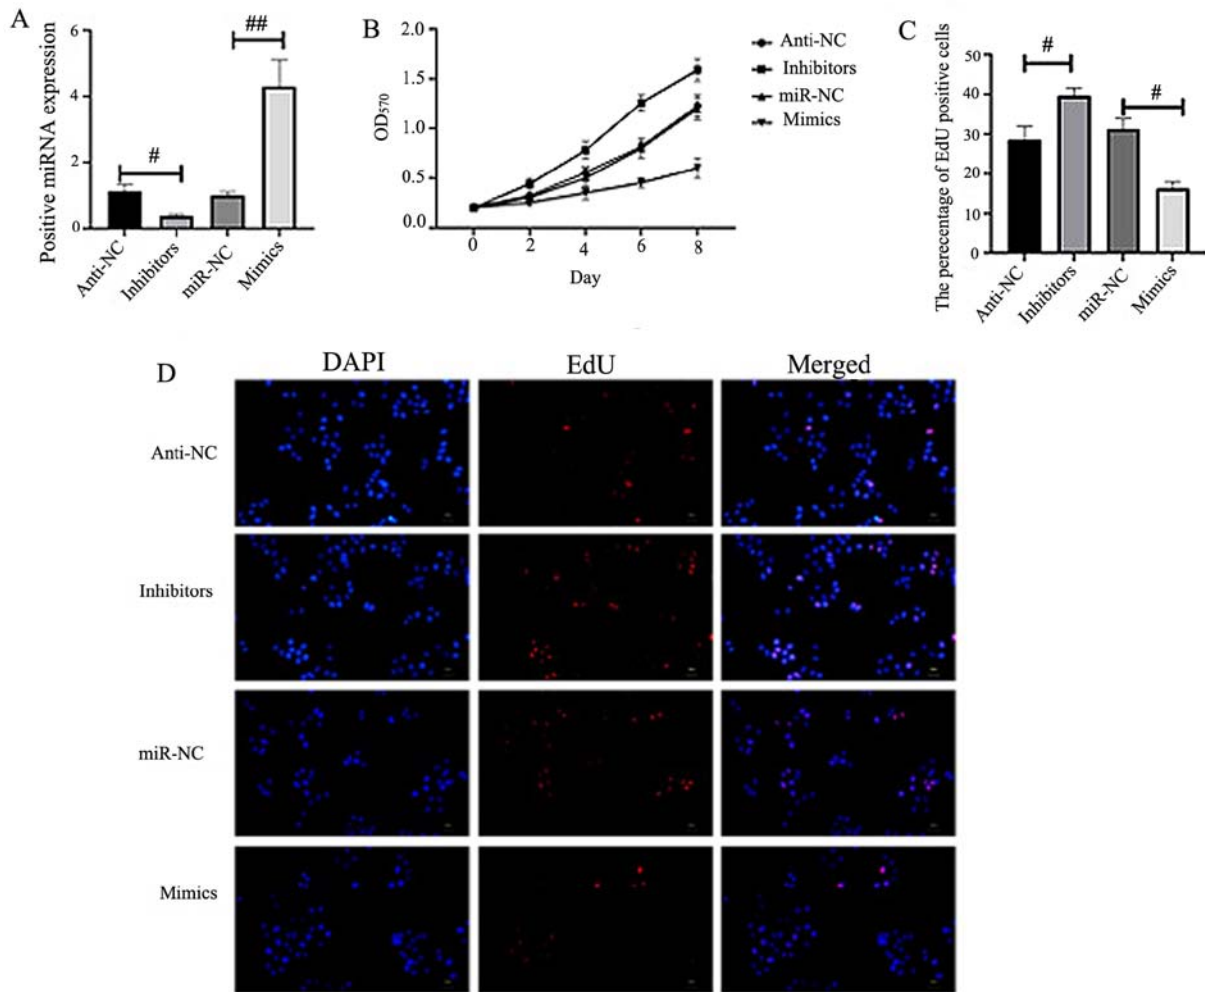 A
Positive miRNA expression
6
4
2
0
#
##
Anti-NC
Inhibitors
miR-NC
Mimics
B
OD570
2.0
1.5
1.0
0.5
0.0
0 2 4 6 8
Day
Anti-NC
Inhibitors
miR-NC
Mimics
C
The perecentage of EdU positive cells
50
40
30
20
10
0
#
#
Anti-NC
Inhibitors
miR-NC
Mimics
D
DAPI EdU Merged
Anti-NC
Inhibitors
miR-NC
Mimics